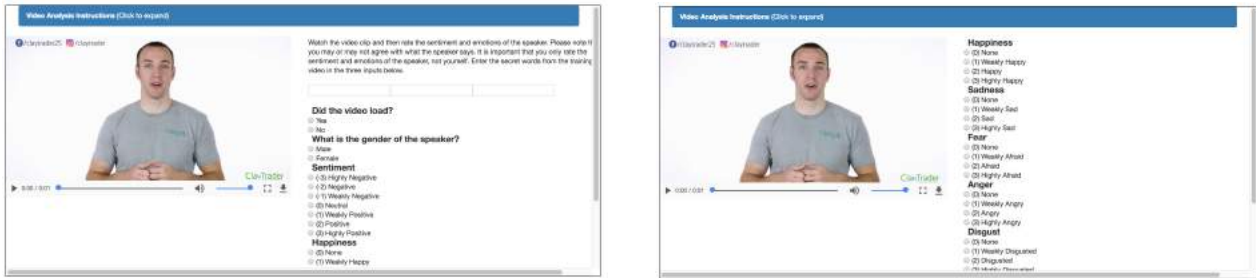 Video Analysis Instructions (Click to expand)
/claytrader25 /claytrader
Watch the video clip and then rate the sentiment and emotions of the speaker. Please note
you may or may not agree with what the speaker says. It is important that you only rate the
sentiment and emotions of the speaker, not yourself. Enter the secret words from the training
video in the three inputs below.
Did the video load?
Yes
No
What is the gender of the speaker?
Male
Female
Sentiment
(-3) Highly Negative
(-2) Negative
(-1) Weakly Negative
(0) Neutral
(1) Weakly Positive
(2) Positive
(3) Highly Positive
Happiness
(0) None
(1) Weakly Happy
ClayTrader
Video Analysis Instructions (Click to expand)
/claytrader25 /claytrader
Happiness
(0) None
(1) Weakly Happy
(2) Happy
(3) Highly Happy
Sadness
(0) None
(1) Weakly Sad
(2) Sad
(3) Highly Sad
Fear
(0) None
(1) Weakly Afraid
(2) Afraid
(3) Highly Afraid
Anger
(0) None
(1) Weakly Angry
(2) Angry
(3) Highly Angry
Disgust
(0) None
(1) Weakly Disgusted
(2) Disgusted
(3) Highly Disgusted
ClayTrader